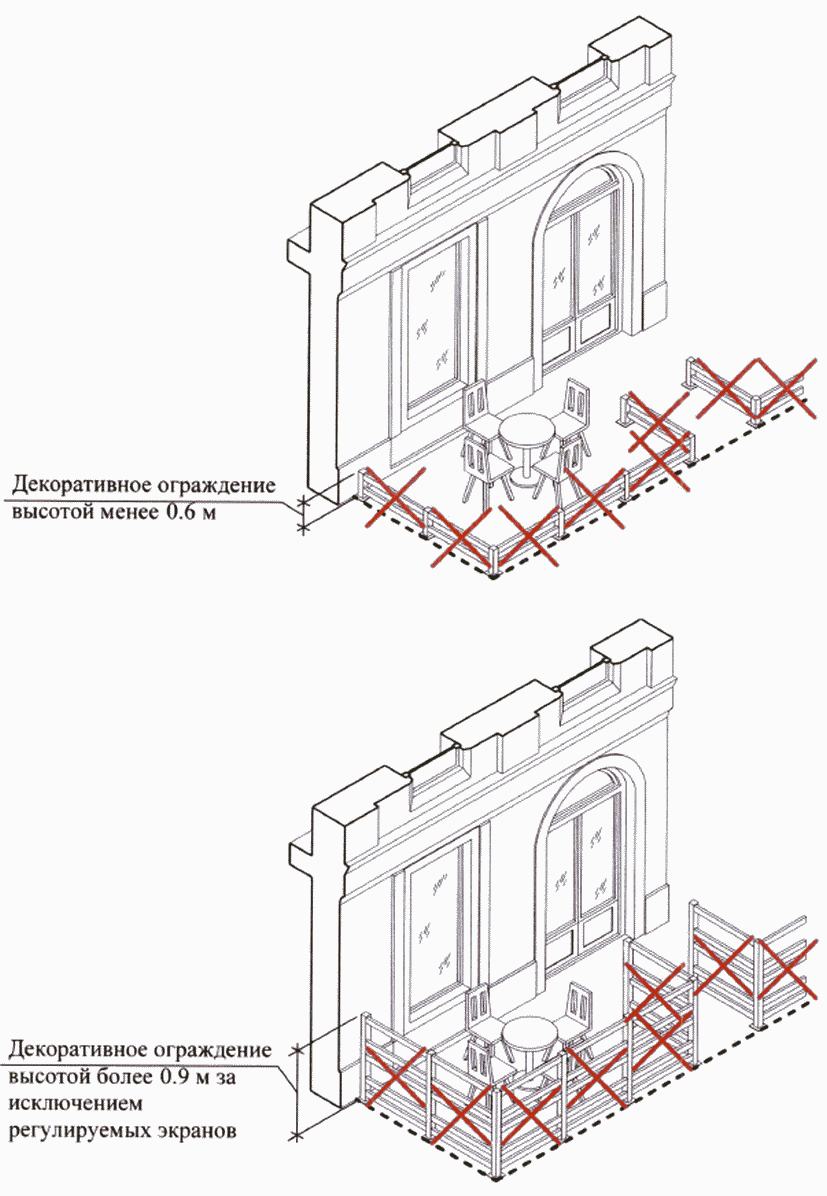 Декоративное ограждение
высотой менее 0.6 м
Декоративное ограждение
высотой более 0.9 м за
исключением
регулируемых экранов